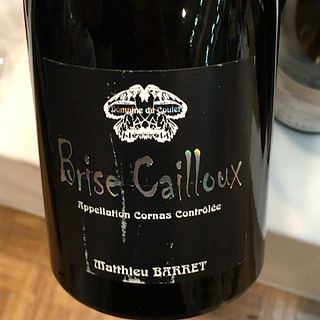 Domaine du Coulet
Brise Cailloux
Appellation Cornas Contrôlée
Matthieu BARRET